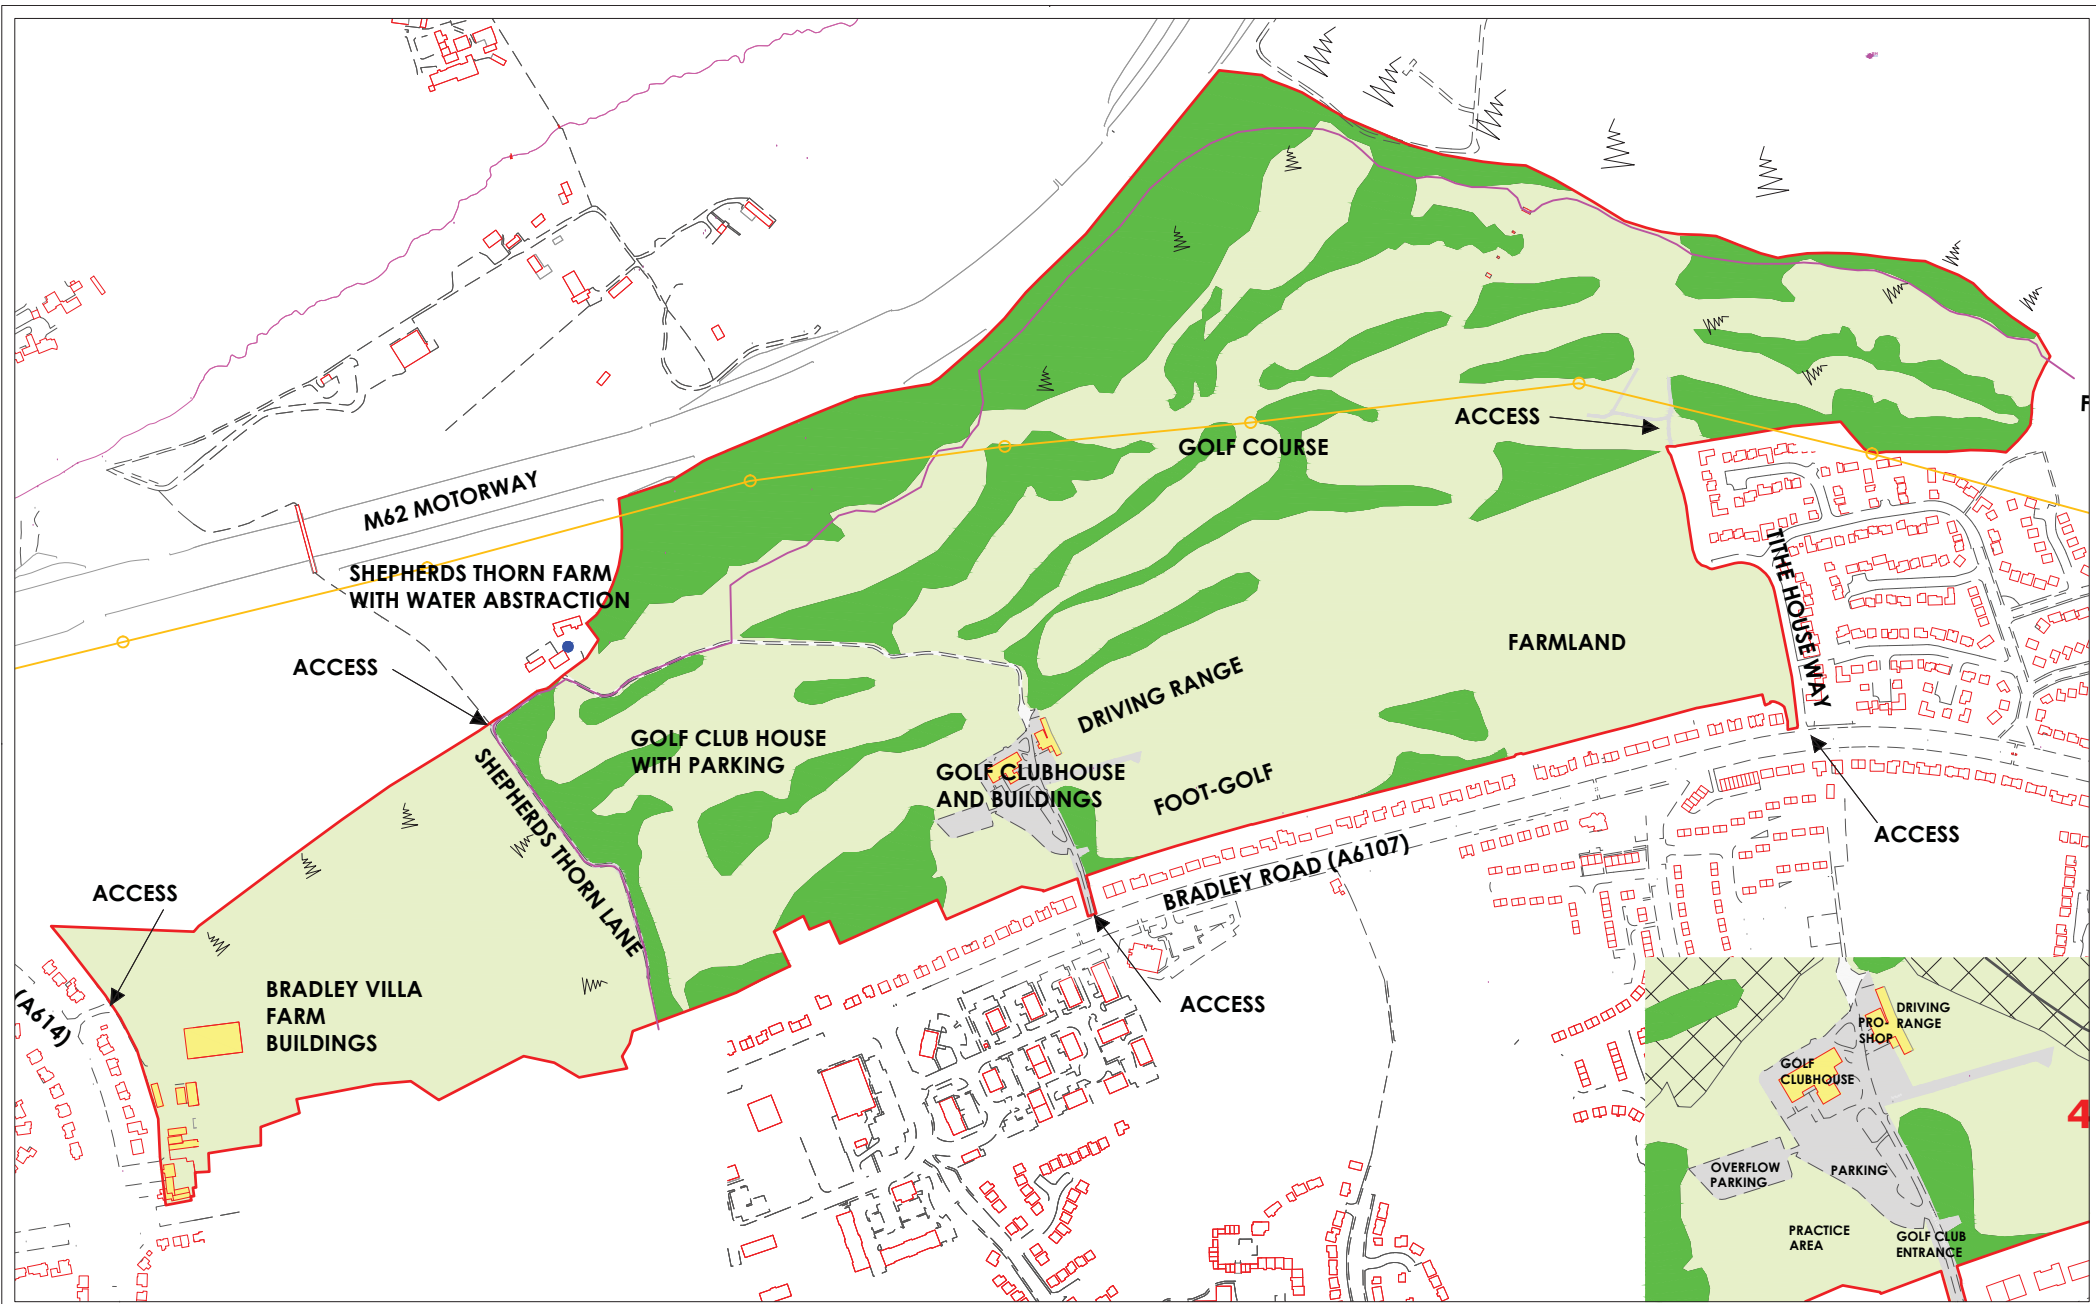 M62 MOTORWAY
SHEPHERDS THORN FARM
WITH WATER ABSTRACTION
ACCESS
GOLF COURSE
ACCESS
F
TITHE HOUSE WAY
FARMLAND
DRIVING RANGE
GOLF CLUB HOUSE
WITH PARKING
GOLF CLUBHOUSE
AND BUILDINGS
FOOT-GOLF
SHEPHERDS THORN LANE
BRADLEY ROAD (A6107)
ACCESS
ACCESS
ACCESS
(A614)
BRADLEY VILLA
FARM
BUILDINGS
DRIVING
RANGE
PRO-
SHOP
GOLF
CLUBHOUSE
4
OVERFLOW
PARKING
PARKING
PRACTICE
AREA
GOLF CLUB
ENTRANCE